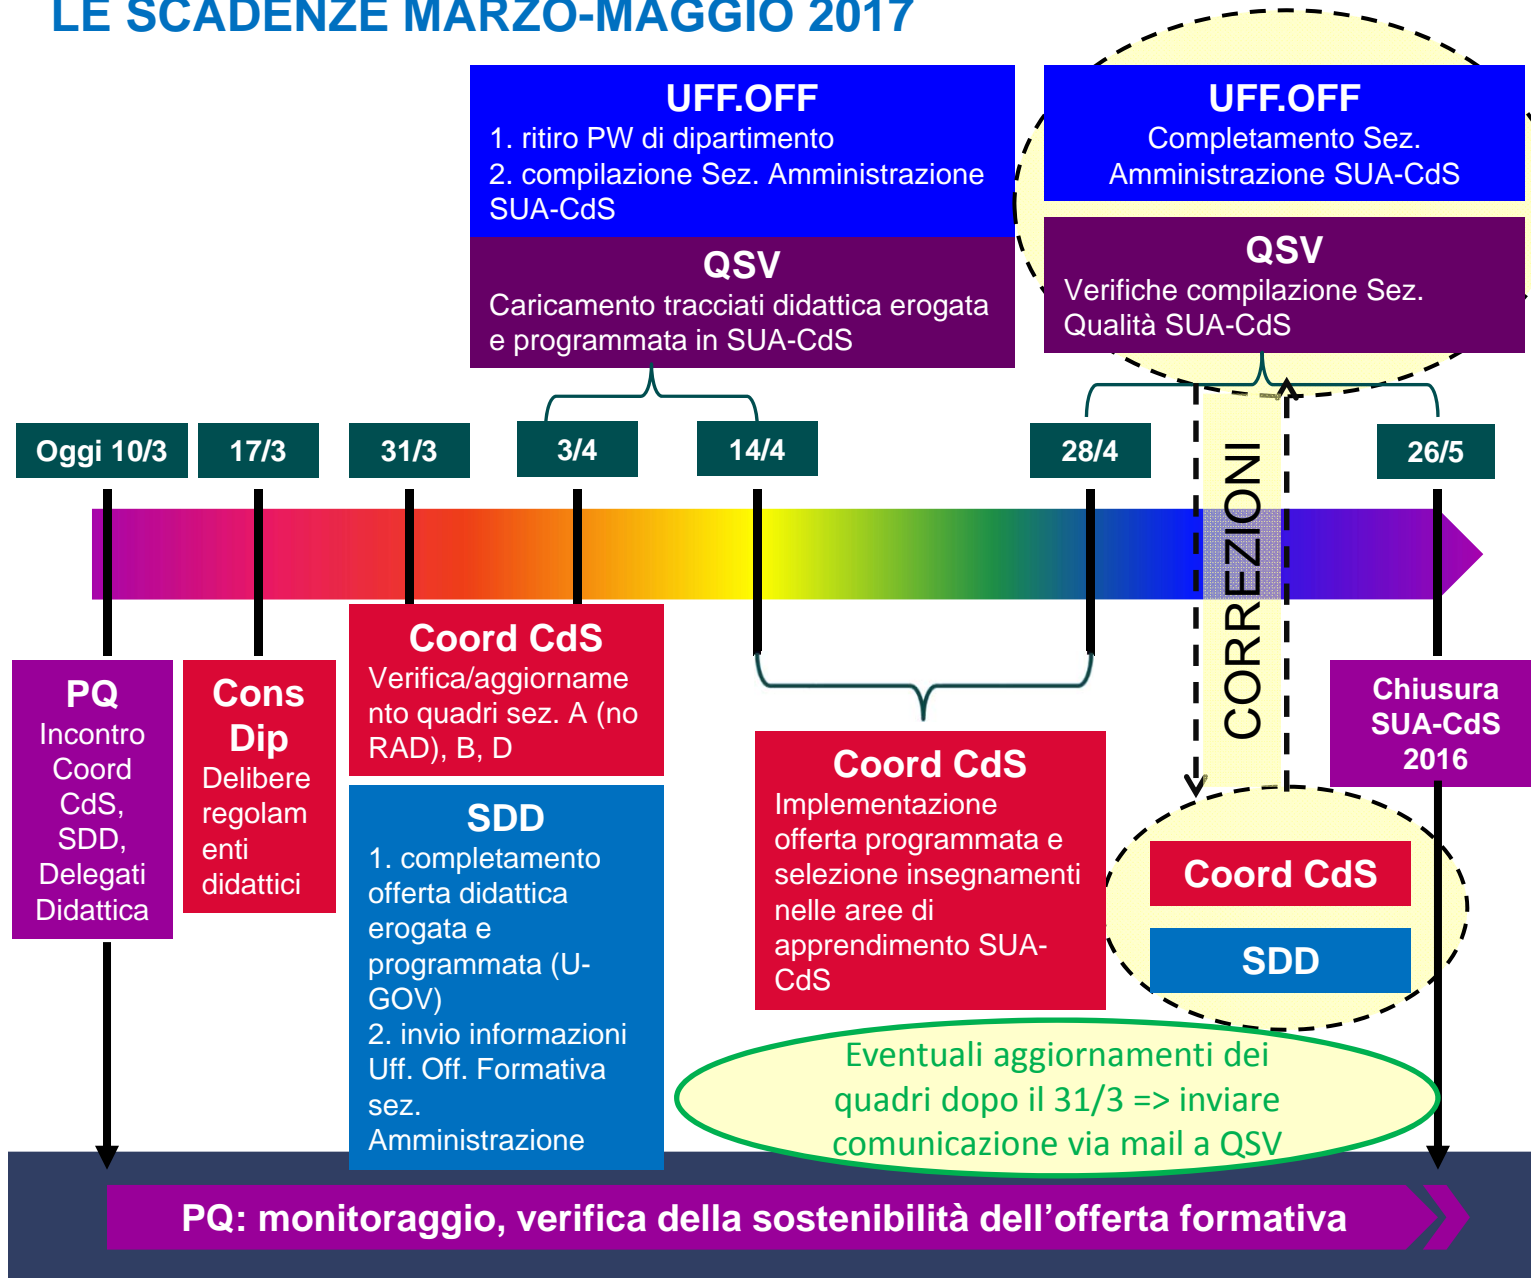 LE SCADENZE MARZO-MAGGIO 2017
UFF.OFF
1. ritiro PW di dipartimento
2. compilazione Sez. Amministrazione
SUA-CdS
QSV
Caricamento tracciati didattica erogata
e programmata in SUA-CdS
UFF.OFF
Completamento Sez.
Amministrazione SUA-CdS
QSV
Verifiche compilazione Sez.
Qualità SUA-CdS
Oggi 10/3
17/3
31/3
3/4
14/4
28/4
26/5
CORREZIONI
PQ
Incontro
Coord
CdS,
SDD,
Delegati
Didattica
Cons
Dip
Delibere
regolam
enti
didattici
Coord CdS
Verifica/aggiorname
nto quadri sez. A (no
RAD), B, D
SDD
1. completamento
offerta didattica
erogata e
programmata (U-
GOV)
2. invio informazioni
Uff. Off. Formativa
sez.
Amministrazione
Coord CdS
Implementazione
offerta programmata e
selezione insegnamenti
nelle aree di
apprendimento SUA-
CdS
Coord CdS
SDD
Chiusura
SUA-CdS
2016
Eventuali aggiornamenti dei
quadri dopo il 31/3 => inviare
comunicazione via mail a QSV
PQ: monitoraggio, verifica della sostenibilità dell’offerta formativa